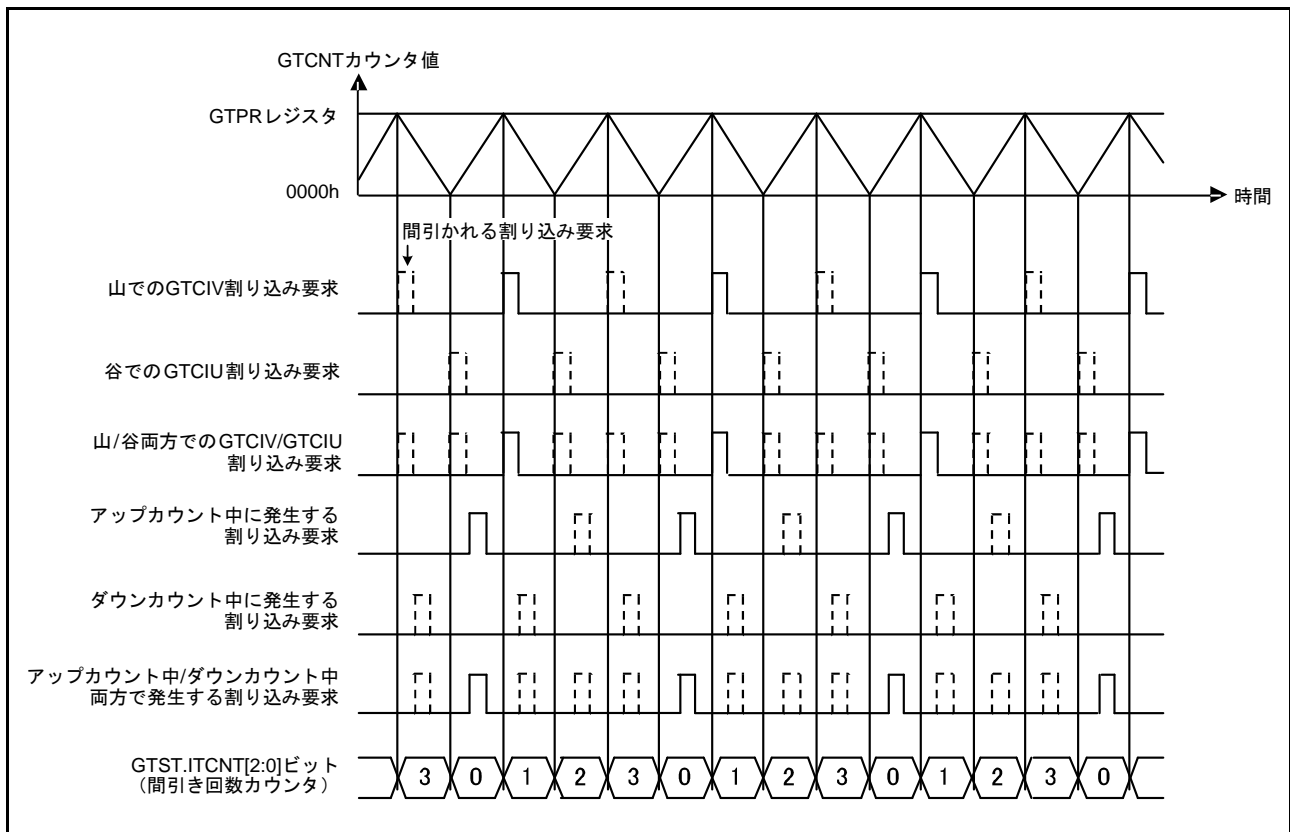 GTCNTカウンタ値
GTPRレジスタ
0000h
時間
間引かれる割り込み要求
山でのGTCIV割り込み要求
谷でのGTCIU割り込み要求
山/谷両方でのGTCIV/GTCIU
割り込み要求
アップカウント中に発生する
割り込み要求
ダウンカウント中に発生する
割り込み要求
アップカウント中/ダウンカウント中
両方で発生する割り込み要求
GTST.ITCNT[2:0]ビット
（間引き回数カウンタ）
3 0 1 2 3 0 1 2 3 0 1 2 3 0